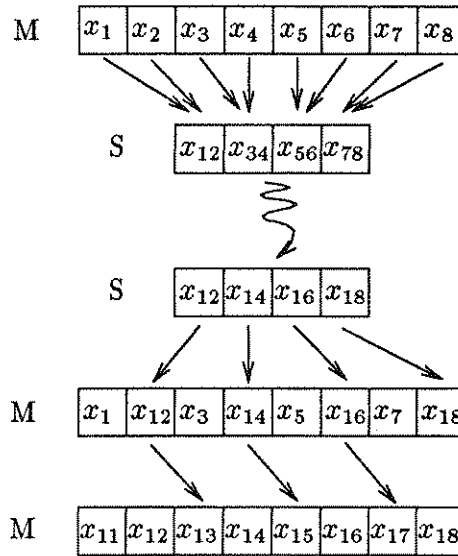 M x₁ x₂ x₃ x₄ x₅ x₆ x₇ x₈
S x₁₂ x₃₄ x₅₆ x₇₈
S x₁₂ x₁₄ x₁₆ x₁₈
M x₁ x₁₂ x₃ x₁₄ x₅ x₁₆ x₇ x₁₈
M x₁₁ x₁₂ x₁₃ x₁₄ x₁₅ x₁₆ x₁₇ x₁₈